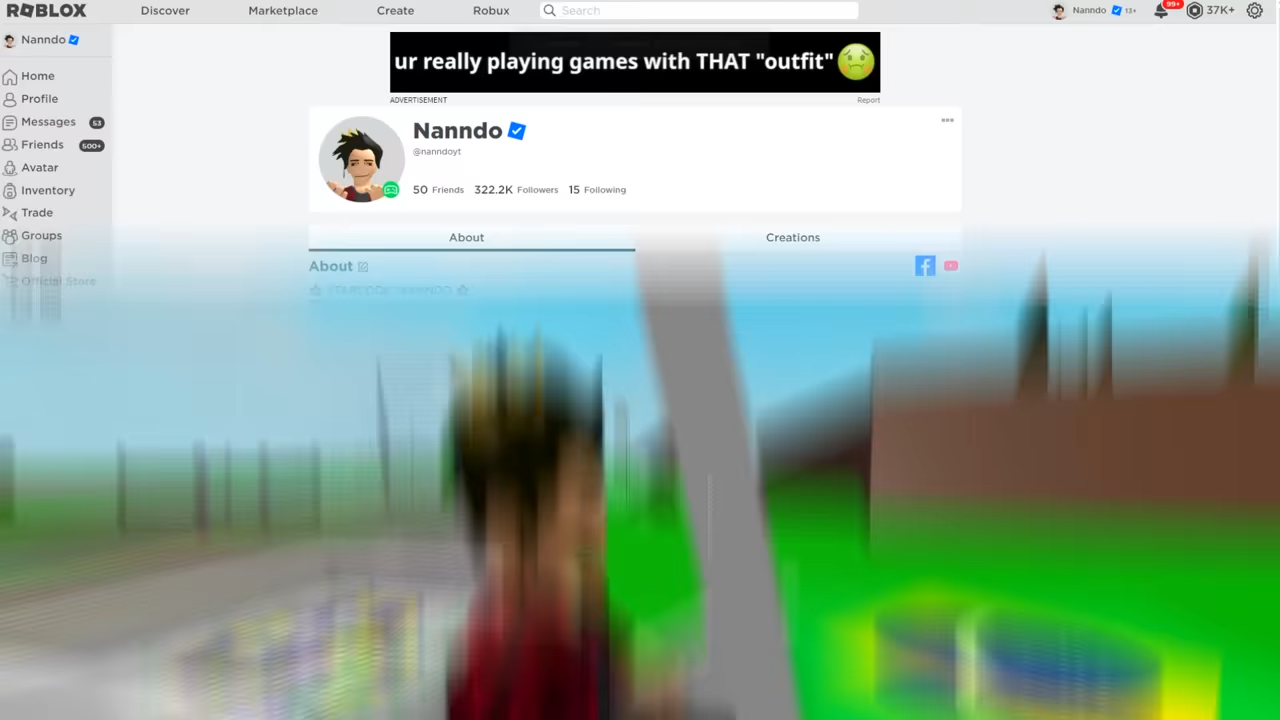 ROBLOX Discover Marketplace Create Robux Search Nanndo 13+ 99+ 37K+
Nanndo
Home
Profile
Messages 53
Friends 500+
Avatar
Inventory
Trade
Groups
Blog
Official Store
ur really playing games with THAT "outfit"
ADVERTISEMENT Report
Nanndo
@nanndoyt
50 Friends 322.2K Followers 15 Following
About Creations
About